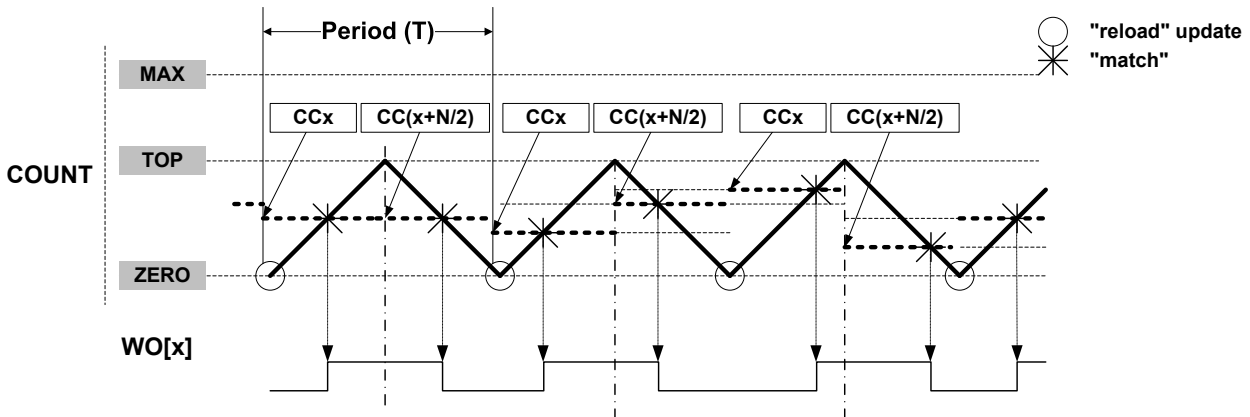 Period (T)
"reload" update
"match"
MAX
CCx
CC(x+N/2)
CCx
CC(x+N/2)
CCx
CC(x+N/2)
TOP
COUNT
ZERO
WO[x]